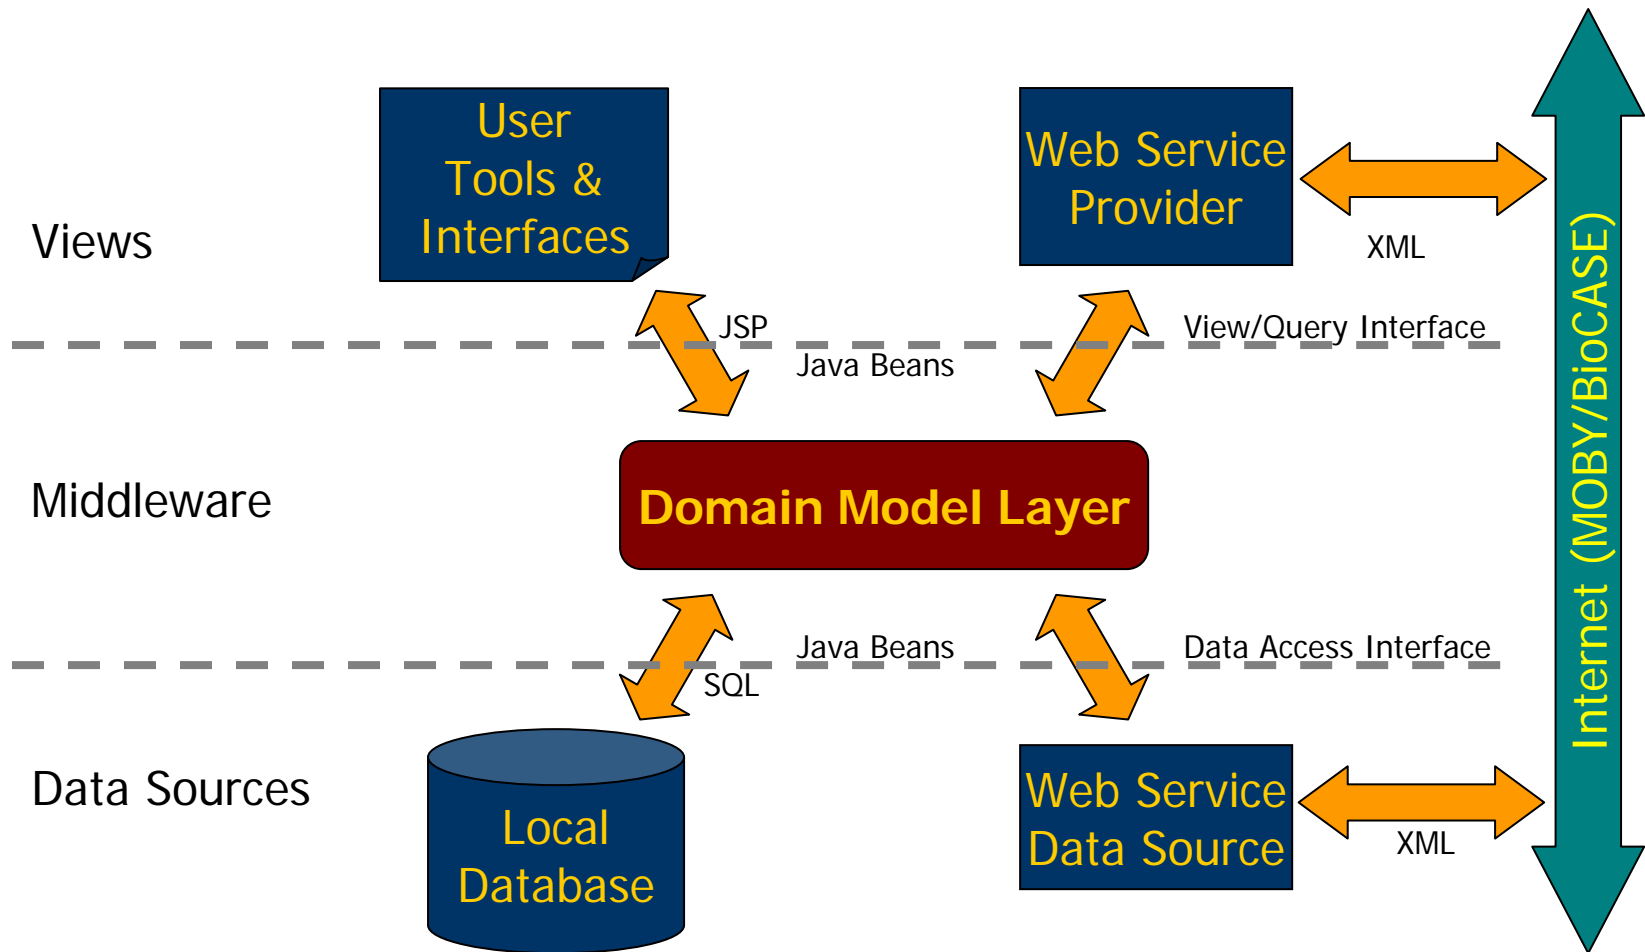 User
Tools &
Interfaces
Web Service
Provider
XML
Views
JSP
View/Query Interface
Java Beans
Middleware
Domain Model Layer
Internet (MOBY/BioCASE)
Java Beans
Data Access Interface
SQL
Data Sources
Local
Database
Web Service
Data Source
XML